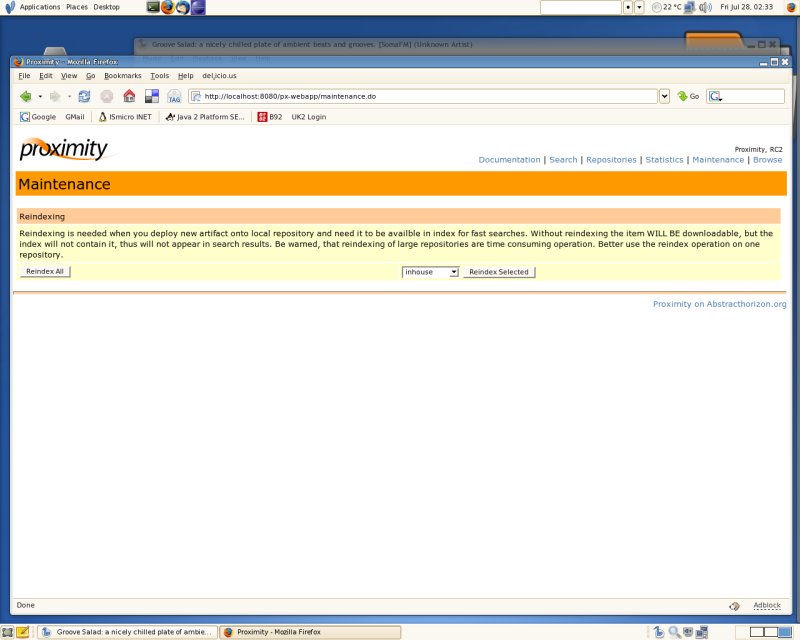 Applications Places Desktop 22 °C Fri Jul 28, 02:33
Groove Salad: a nicely chilled plate of ambient beats and grooves. [SomaFM] (Unknown Artist)
Proximity - Mozilla Firefox
File Edit View Go Bookmarks Tools Help del.icio.us
TAG http://localhost:8080/px-webapp/maintenance.do Go G
Google GMail ISmicro INET Java 2 Platform SE... B92 UK2 Login
proximity
Proximity, RC2
Documentation | Search | Repositories | Statistics | Maintenance | Browse
Maintenance
Reindexing
Reindexing is needed when you deploy new artifact onto local repository and need it to be availble in index for fast searches. Without reindexing the item WILL BE downloadable, but the
index will not contain it, thus will not appear in search results. Be warned, that reindexing of large repositories are time consuming operation. Better use the reindex operation on one
repository.
Reindex All inhouse Reindex Selected
Proximity on Abstracthorizon.org
Done Adblock
Groove Salad: a nicely chilled plate of ambie... Proximity - Mozilla Firefox